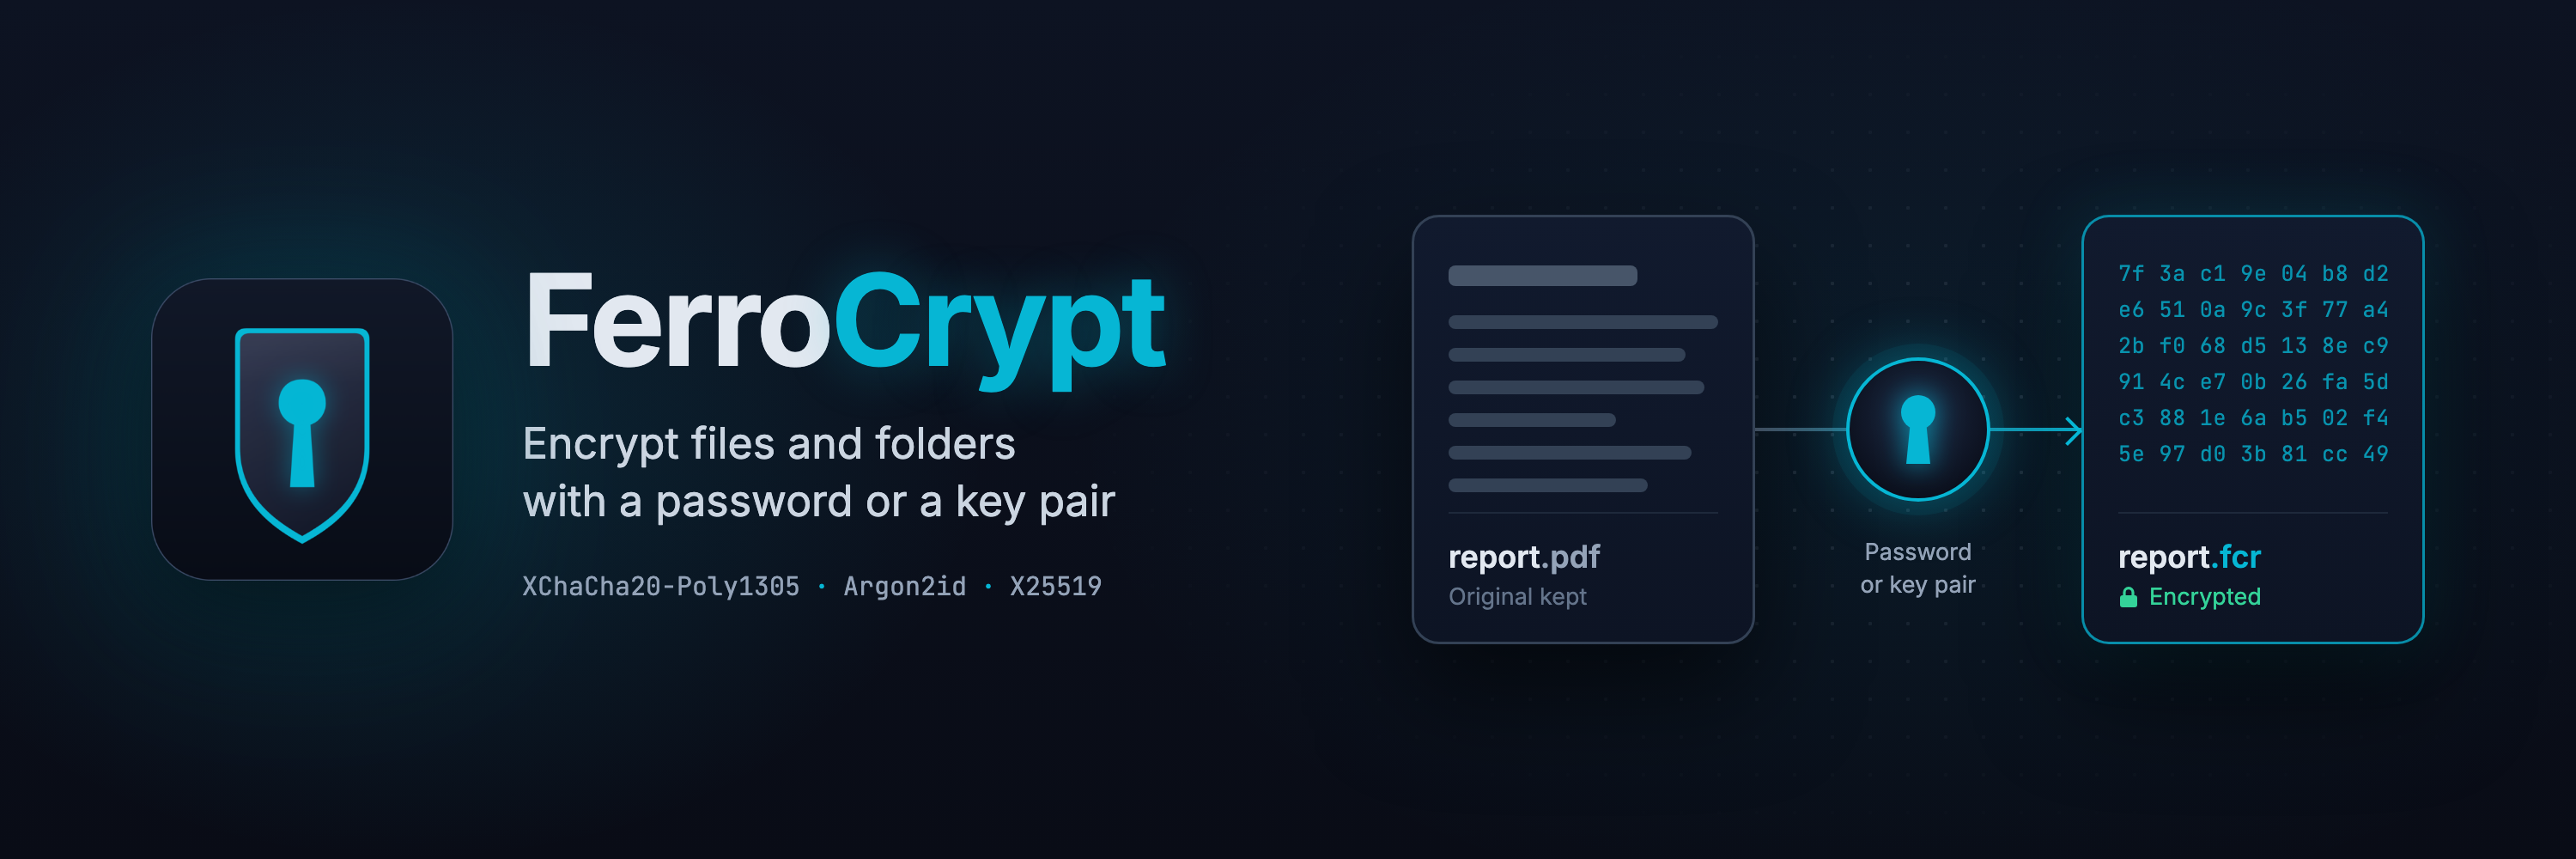 FerroCrypt
Encrypt files and folders
with a password or a key pair
XChaCha20-Poly1305 · Argon2id · X25519
report.pdf
Original kept
Password
or key pair
7f 3a c1 9e 04 b8 d2
e6 51 0a 9c 3f 77 a4
2b f0 68 d5 13 8e c9
91 4c e7 0b 26 fa 5d
c3 88 1e 6a b5 02 f4
5e 97 d0 3b 81 cc 49
report.fcr
Encrypted